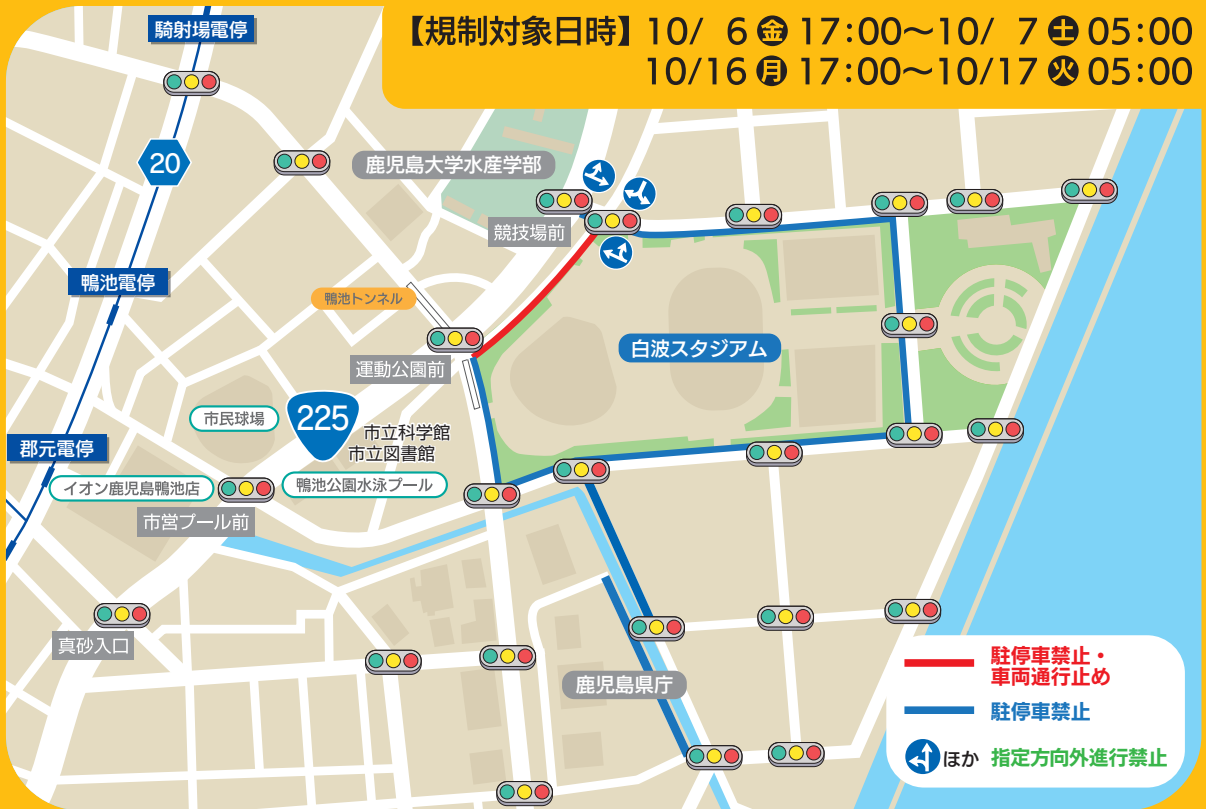 【規制対象日時】10/ 6 金 17:00～10/ 7 土 05:00
10/16 月 17:00～10/17 火 05:00
騎射場電停
20
鹿児島大学水産学部
競技場前
鴨池電停
鴨池トンネル
運動公園前
白波スタジアム
市民球場
225
市立科学館
市立図書館
郡元電停
イオン鹿児島鴨池店
鴨池公園水泳プール
市営プール前
真砂入口
鹿児島県庁
駐停車禁止・
車両通行止め
駐停車禁止
ほか 指定方向外進行禁止